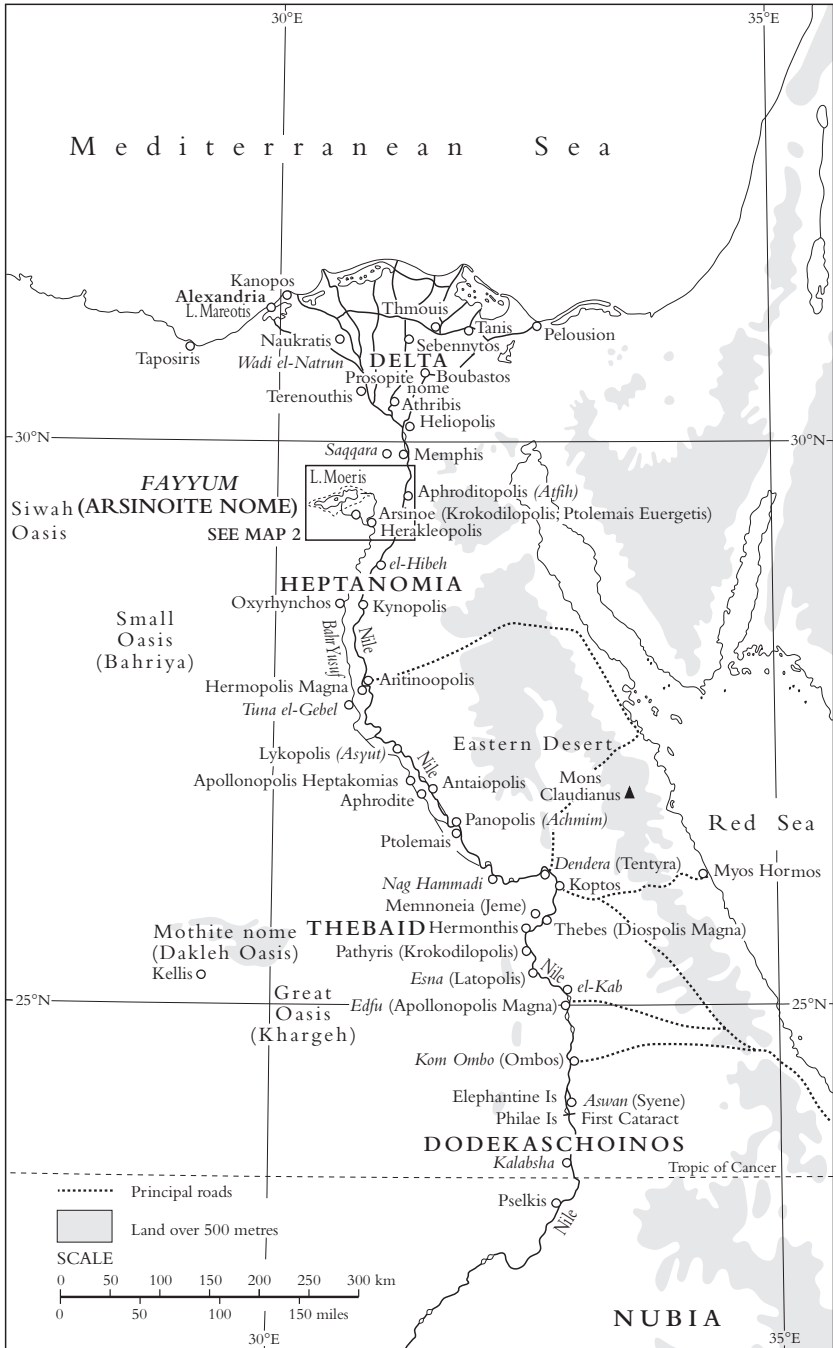 30°E 35°E
Mediterranean Sea
Kanopos
Alexandria
L. Mareotis
Thmouis
Tanis
Pelousion
Taposiris
Naukratis
Sebennytos
Wadi el-Natrun
DELTA
Prosopite nome
Boubastos
Terenouthis
Athribis
Heliopolis
30°N 30°N
Saqqara
Memphis
FAYYUM
(ARSINOITE NOME)
L. Moeris
Aphroditopolis (Atfih)
Siwah
Oasis
Arsinoe (Krokodilopolis; Ptolemais Euergetis)
SEE MAP 2
Herakleopolis
el-Hibeh
HEPTANOMIA
Oxyrhynchos
Kynopolis
Small
Oasis
(Bahriya)
Bahr Yusuf
Nile
Antinoopolis
Hermopolis Magna
Tuna el-Gebel
Lykopolis (Asyut)
Nile
Eastern Desert
Apollonopolis Heptakomias
Antaiopolis
Mons
Claudianus
Aphrodite
Panopolis (Achmim)
Red Sea
Ptolemais
Dendera (Tentyra)
Myos Hormos
Nag Hammadi
Koptos
Memnoneia (Jeme)
Mothite nome
(Dakleh Oasis)
THEBAID
Hermonthis
Thebes (Diospolis Magna)
Pathyris (Krokodilopolis)
Kellis
Esna (Latopolis)
Nile
el-Kab
25°N 25°N
Great
Oasis
(Khargeh)
Edfu (Apollonopolis Magna)
Kom Ombo (Ombos)
Elephantine Is
Aswan (Syene)
Philae Is
First Cataract
DODEKASCHOINOS
Kalabsha
Tropic of Cancer
Principal roads
Pselkis
Nile
Land over 500 metres
SCALE
0 50 100 150 200 250 300 km
0 50 100 150 miles
NUBIA
30°E 35°E